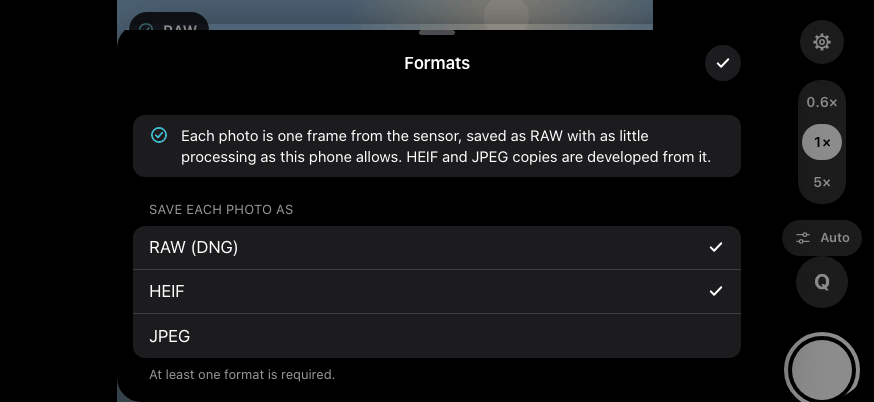 RAW
Formats
Each photo is one frame from the sensor, saved as RAW with as little
processing as this phone allows. HEIF and JPEG copies are developed from it.
SAVE EACH PHOTO AS
RAW (DNG)
HEIF
JPEG
At least one format is required.
0.6×
1×
5×
Auto
Q